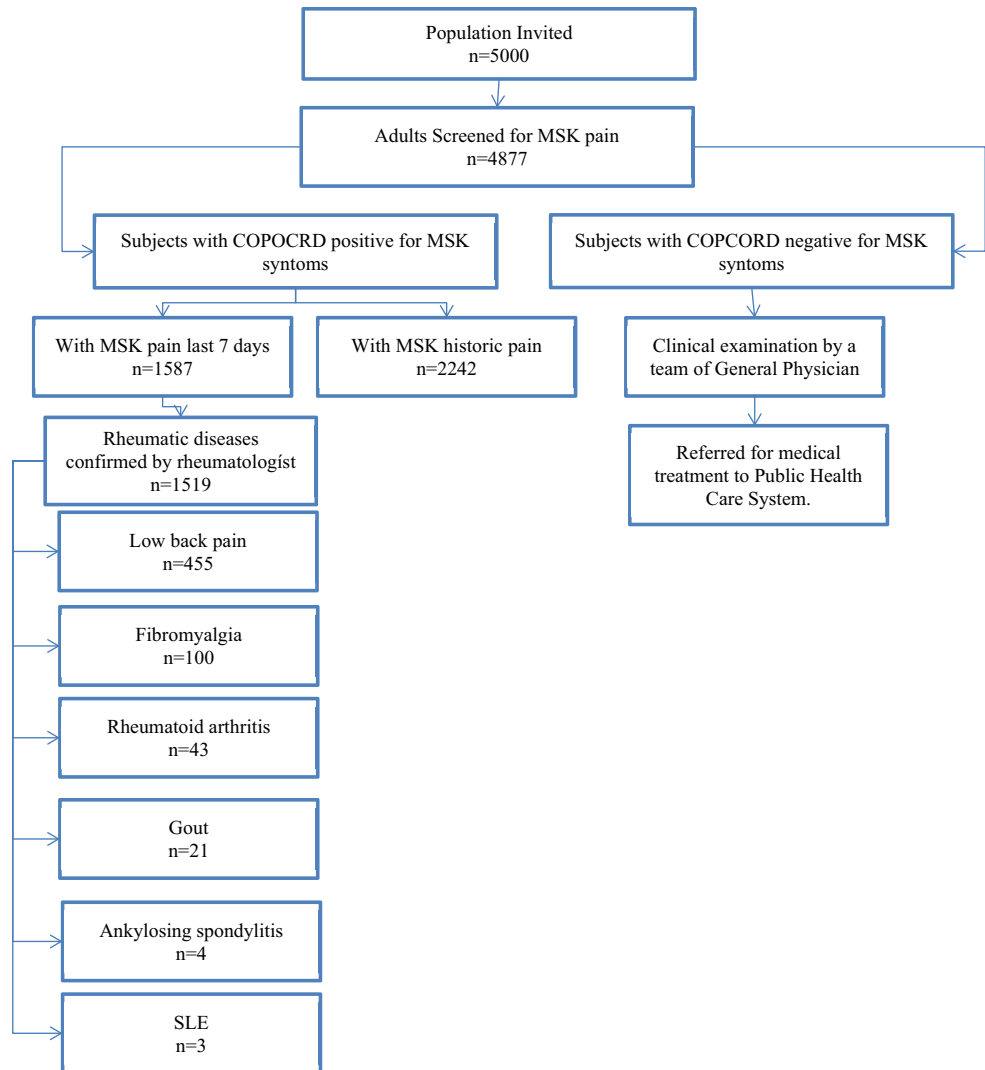 Population Invited
n=5000
Adults Screened for MSK pain
n=4877
Subjects with COPOCRD positive for MSK
syntoms
Subjects with COPCORD negative for MSK
syntoms
With MSK pain last 7 days
n=1587
With MSK historic pain
n=2242
Clinical examination by a
team of General Physician
Rheumatic diseases
confirmed by rheumatologíst
n=1519
Referred for medical
treatment to Public Health
Care System.
Low back pain
n=455
Fibromyalgia
n=100
Rheumatoid arthritis
n=43
Gout
n=21
Ankylosing spondylitis
n=4
SLE
n=3